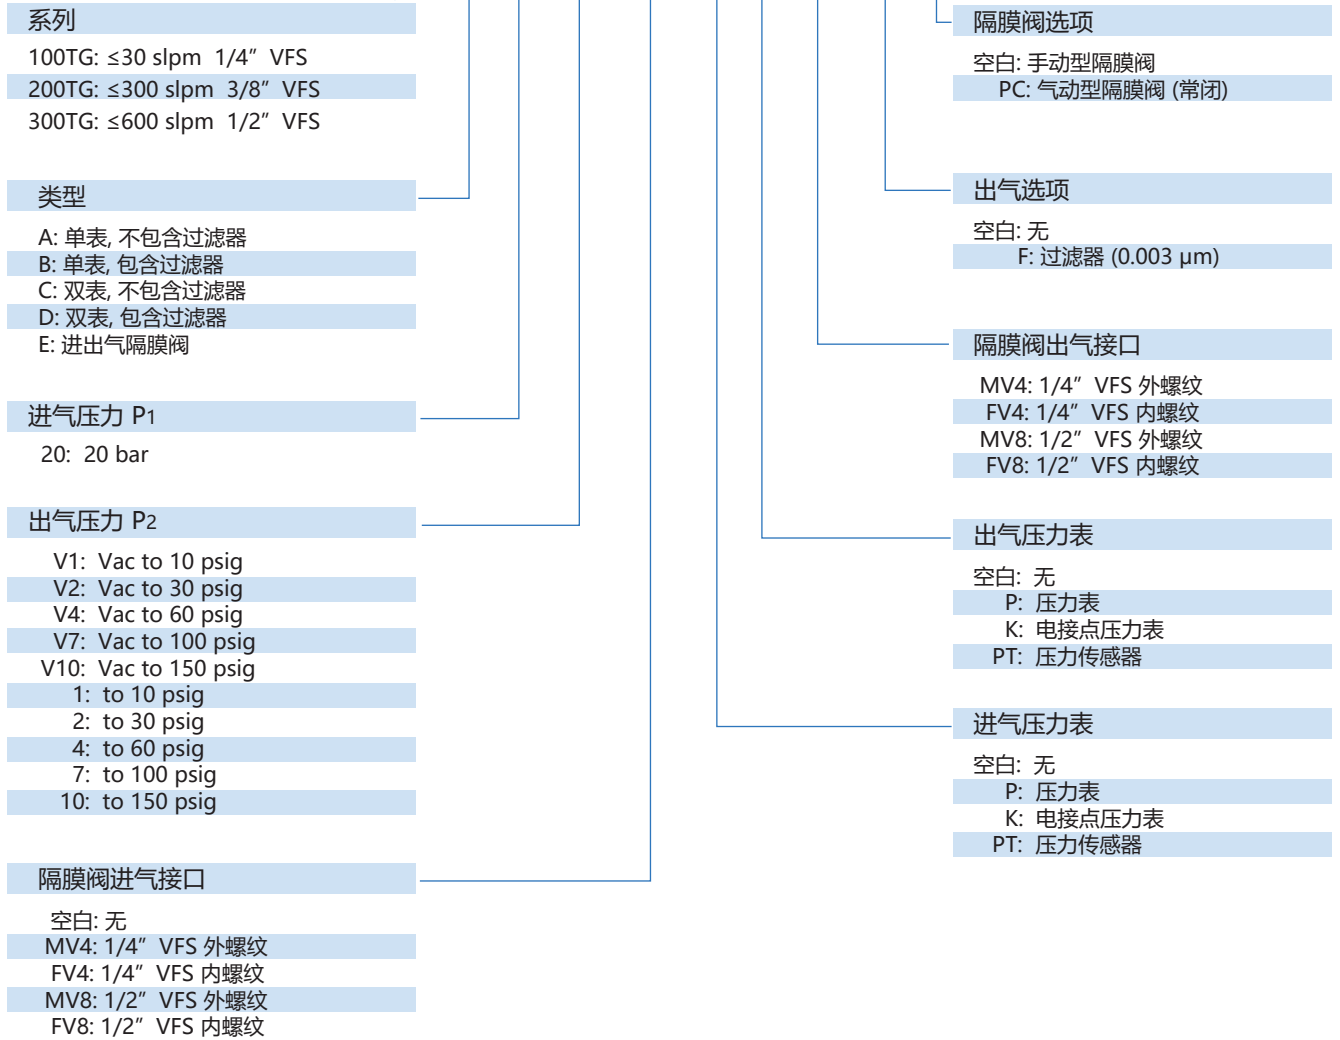 系列
100TG: ≤30 slpm 1/4” VFS
200TG: ≤300 slpm 3/8” VFS
300TG: ≤600 slpm 1/2” VFS
类型
A: 单表, 不包含过滤器
B: 单表, 包含过滤器
C: 双表, 不包含过滤器
D: 双表, 包含过滤器
E: 进出气隔膜阀
进气压力 P1
20: 20 bar
出气压力 P2
V1: Vac to 10 psig
V2: Vac to 30 psig
V4: Vac to 60 psig
V7: Vac to 100 psig
V10: Vac to 150 psig
1: to 10 psig
2: to 30 psig
4: to 60 psig
7: to 100 psig
10: to 150 psig
隔膜阀进气接口
空白: 无
MV4: 1/4” VFS 外螺纹
FV4: 1/4” VFS 内螺纹
MV8: 1/2” VFS 外螺纹
FV8: 1/2” VFS 内螺纹
隔膜阀选项
空白: 手动型隔膜阀
PC: 气动型隔膜阀 (常闭)
出气选项
空白: 无
F: 过滤器 (0.003 μm)
隔膜阀出气接口
MV4: 1/4” VFS 外螺纹
FV4: 1/4” VFS 内螺纹
MV8: 1/2” VFS 外螺纹
FV8: 1/2” VFS 内螺纹
出气压力表
空白: 无
P: 压力表
K: 电接点压力表
PT: 压力传感器
进气压力表
空白: 无
P: 压力表
K: 电接点压力表
PT: 压力传感器